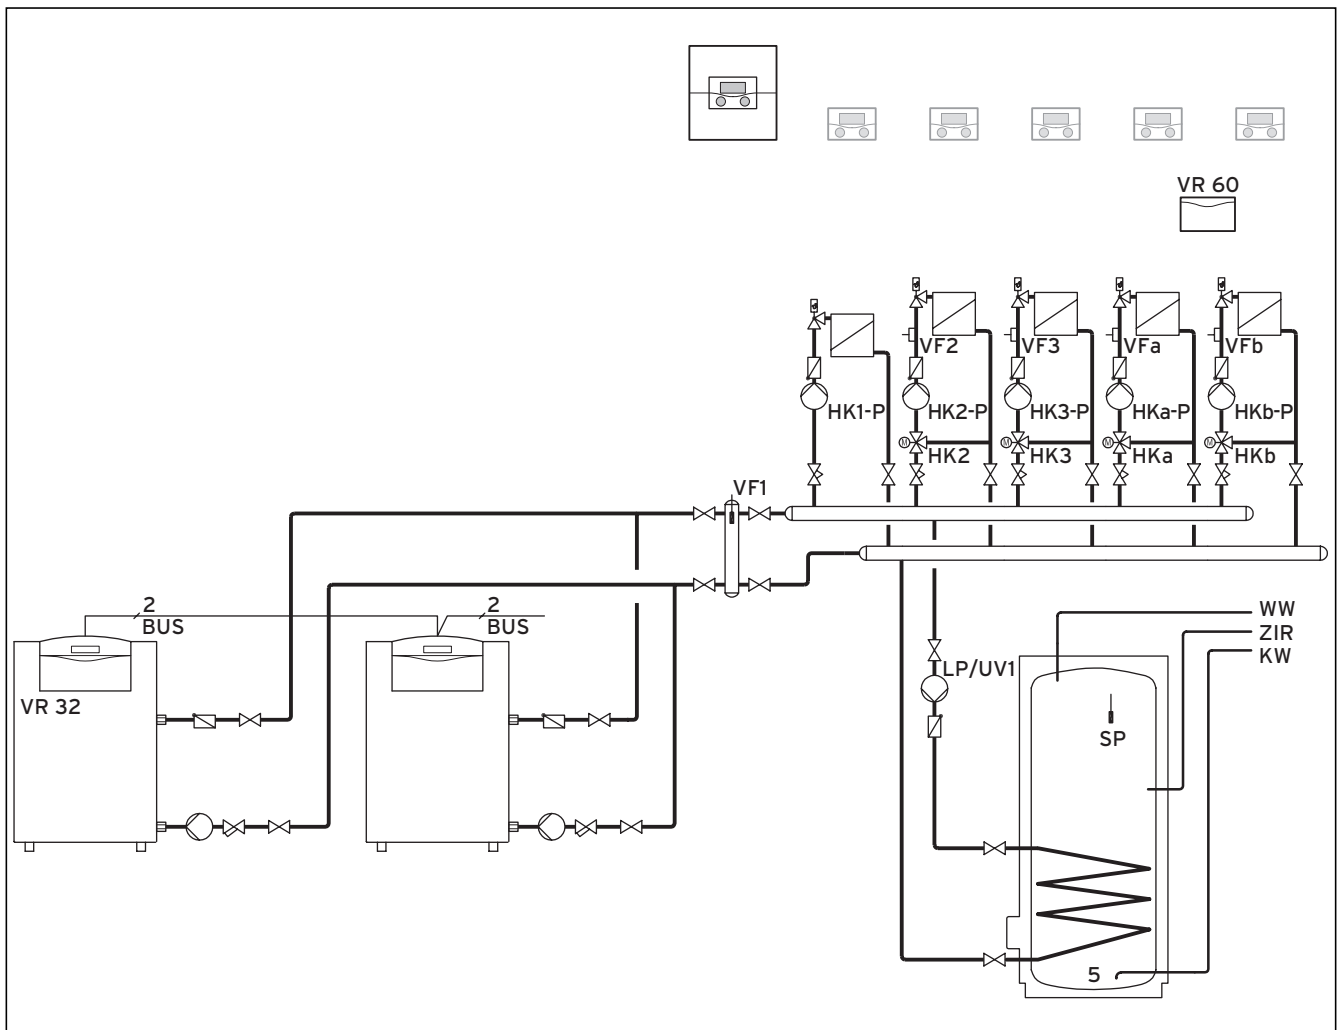 VR 60
VF2
VF3
VFa
VFb
HK1-P
HK2-P
HK3-P
HKa-P
HKb-P
M
M
M
M
HK2
HK3
HKa
HKb
VF1
2
BUS
2
BUS
WW
ZIR
KW
LP/UV1
VR 32
SP
5